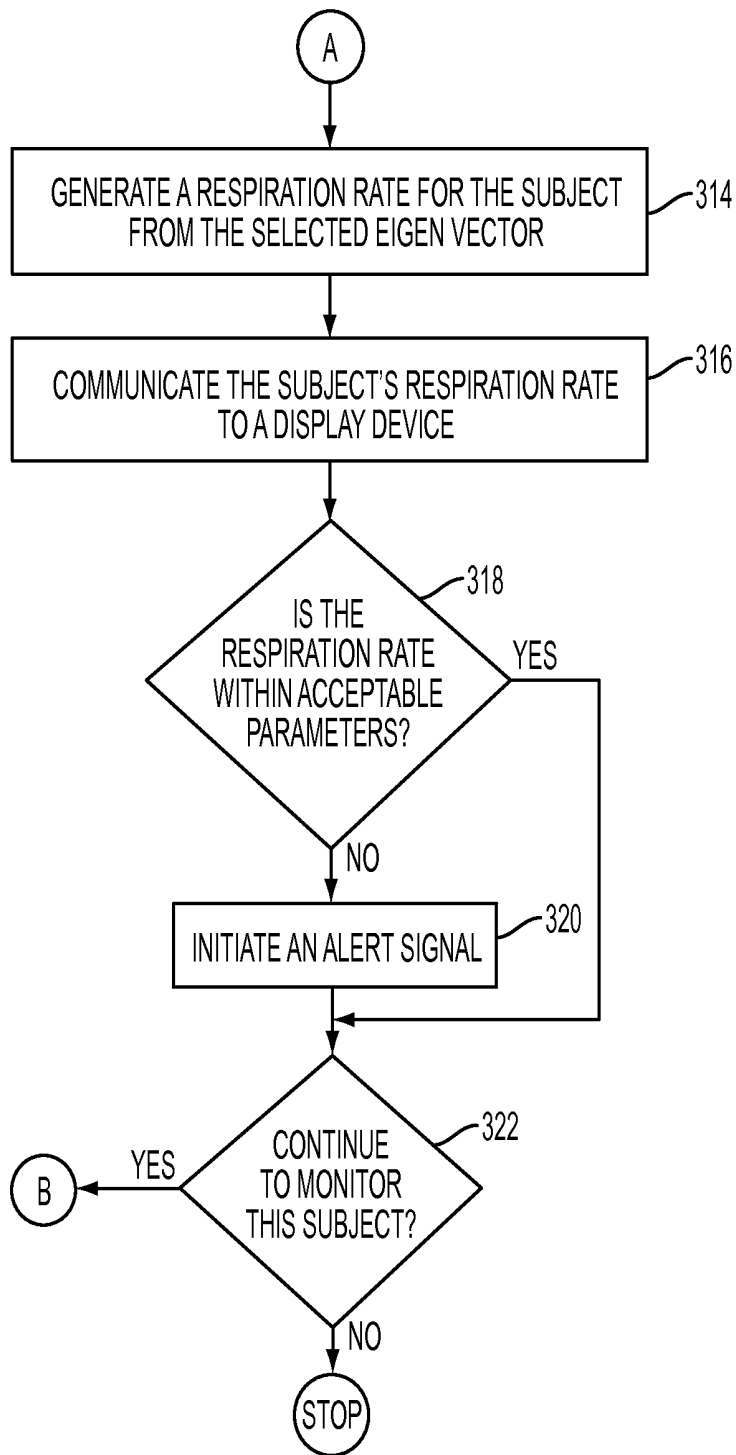 A
GENERATE A RESPIRATION RATE FOR THE SUBJECT
FROM THE SELECTED EIGEN VECTOR
314
COMMUNICATE THE SUBJECT'S RESPIRATION RATE
TO A DISPLAY DEVICE
316
IS THE
RESPIRATION RATE
WITHIN ACCEPTABLE
PARAMETERS?
318
YES
NO
INITIATE AN ALERT SIGNAL
320
CONTINUE
TO MONITOR
THIS SUBJECT?
322
YES
B
NO
STOP